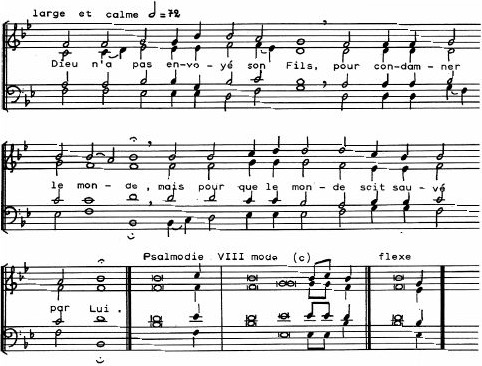 large et calme 𝅗𝅥 = 72
Dieu n'a pas en-vo-yé son Fils, pour con-dam-ner
le mon-de, mais pour que le mon-de soit sau-vé
Psalmodie VIII mode (c) flexe
par Lui.